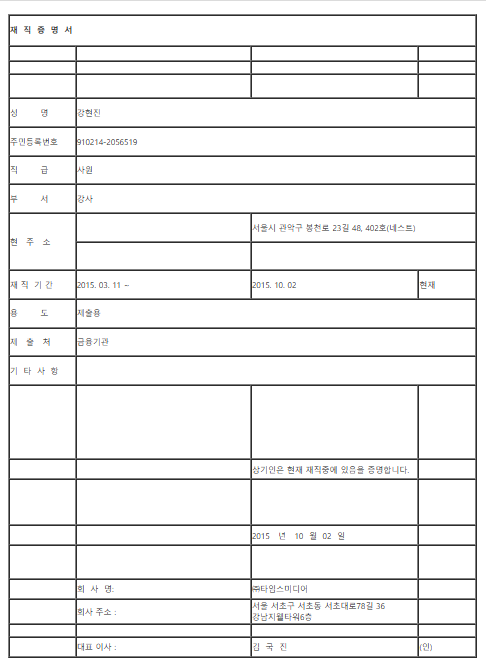 재 직 증 명 서
성 명 강현진
주민등록번호 910214-2056519
직 급 사원
부 서 강사
현 주 소 서울시 관악구 봉천로 23길 48, 402호(네스트)
재 직 기 간 2015. 03. 11 ~ 2015. 10. 02 현재
용 도 제출용
제 출 처 금융기관
기 타 사 항
상기인은 현재 재직중에 있음을 증명합니다.
2015 년 10 월 02 일
회 사 명: ㈜타임스미디어
회사 주소 : 서울 서초구 서초동 서초대로78길 36
강남지웰타워6층
대표 이사 : 김 국 진 (인)